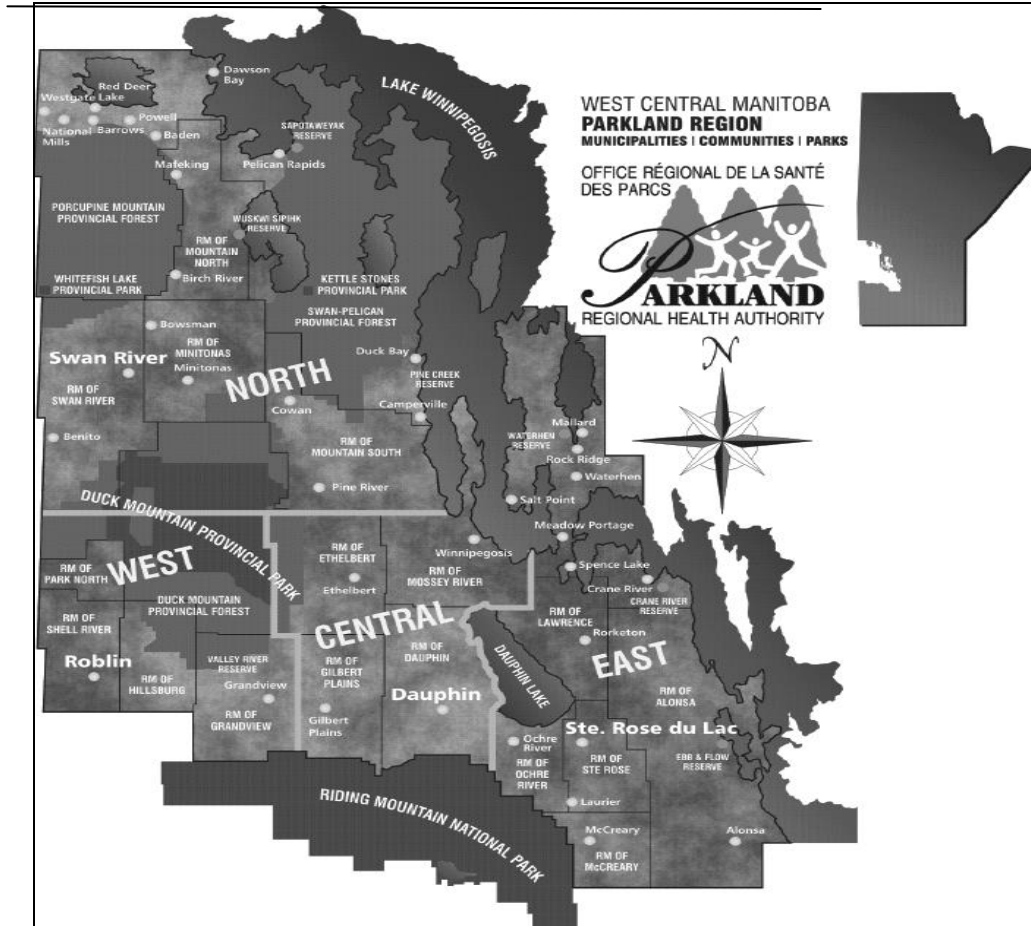 WEST CENTRAL MANITOBA
PARKLAND REGION
MUNICIPALITIES | COMMUNITIES | PARKS
OFFICE RÉGIONAL DE LA SANTÉ
DES PARCS
PARKLAND
REGIONAL HEALTH AUTHORITY
N
LAKE WINNIPEGOSIS
Dawson
Bay
Red Deer
Lake
Westgate
National
Mills
Barrows
Powell
Baden
SAPOTAWEYAK
RESERVE
Pelican Rapids
Mafeking
PORCUPINE MOUNTAIN
PROVINCIAL FOREST
WUSKWI SIPIHK
RESERVE
RM OF
MOUNTAIN
NORTH
WHITEFISH LAKE
PROVINCIAL PARK
Birch River
KETTLE STONES
PROVINCIAL PARK
SWAN-PELICAN
PROVINCIAL FOREST
Bowsman
Swan River
RM OF
MINITONAS
Minitonas
RM OF
SWAN RIVER
NORTH
Duck Bay
PINE CREEK
RESERVE
Cowan
Camperville
Benito
RM OF
MOUNTAIN SOUTH
Pine River
Mallard
WATERHEN
RESERVE
Rock Ridge
Waterhen
Salt Point
Meadow Portage
DUCK MOUNTAIN PROVINCIAL PARK
WEST
RM OF
PARK NORTH
DUCK MOUNTAIN
PROVINCIAL FOREST
RM OF
SHELL RIVER
Roblin
RM OF
HILLSBURG
VALLEY RIVER
RESERVE
Grandview
RM OF
GRANDVIEW
RM OF
ETHELBERT
Ethelbert
Winnipegosis
RM OF
MOSSEY RIVER
CENTRAL
RM OF
GILBERT
PLAINS
Gilbert
Plains
RM OF
DAUPHIN
Dauphin
DAUPHIN LAKE
Spence Lake
Crane River
CRANE RIVER
RESERVE
RM OF
LAWRENCE
Rorketon
EAST
RM OF
ALONSA
Ste. Rose du Lac
Ochre
River
RM OF
OCHRE
RIVER
RM OF
STE ROSE
EBB & FLOW
RESERVE
Laurier
McCreary
RM OF
McCREARY
Alonsa
RIDING MOUNTAIN NATIONAL PARK